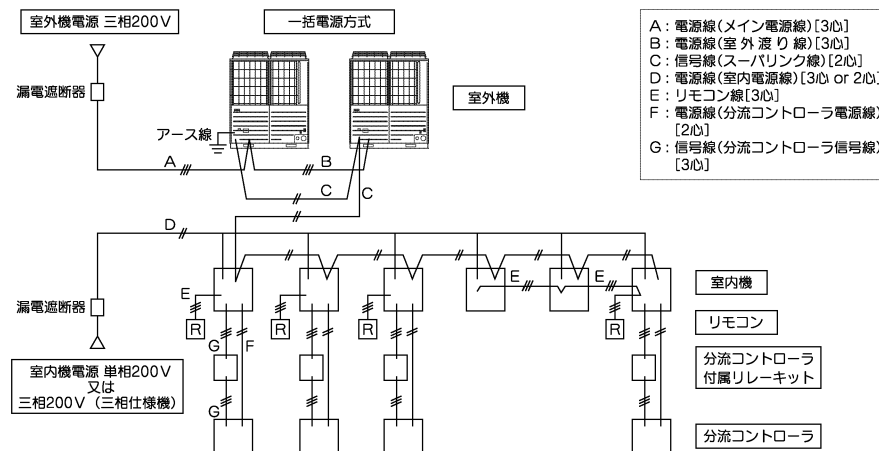 室外機電源 三相200V
一括電源方式
漏電遮断器
アース線
室外機
A
B
C
C
A：電源線(メイン電源線)[3心]
B：電源線(室外渡り線)[3心]
C：信号線(スーパリンク線)[2心]
D：電源線(室内電源線)[3心 or 2心]
E：リモコン線[3心]
F：電源線(分流コントローラ電源線)
[2心]
G：信号線(分流コントローラ信号線)
[3心]
D
E
E
E
室内機
漏電遮断器
R
R
R
R
リモコン
G
F
室内機電源 単相200V
又は
三相200V（三相仕様機）
分流コントローラ
付属リレーキット
G
分流コントローラ